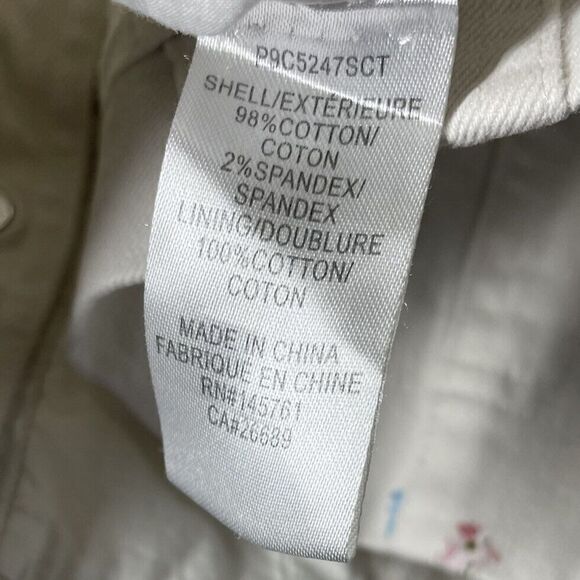 P9C5247SCT
SHELL/EXTÉRIEURE
98%COTTON/
COTON
2%SPANDEX/
SPANDEX
LINING/DOUBLURE
100%COTTON/
COTON
MADE IN CHINA
FABRIQUÉ EN CHINE
RN#145761
CA#26689